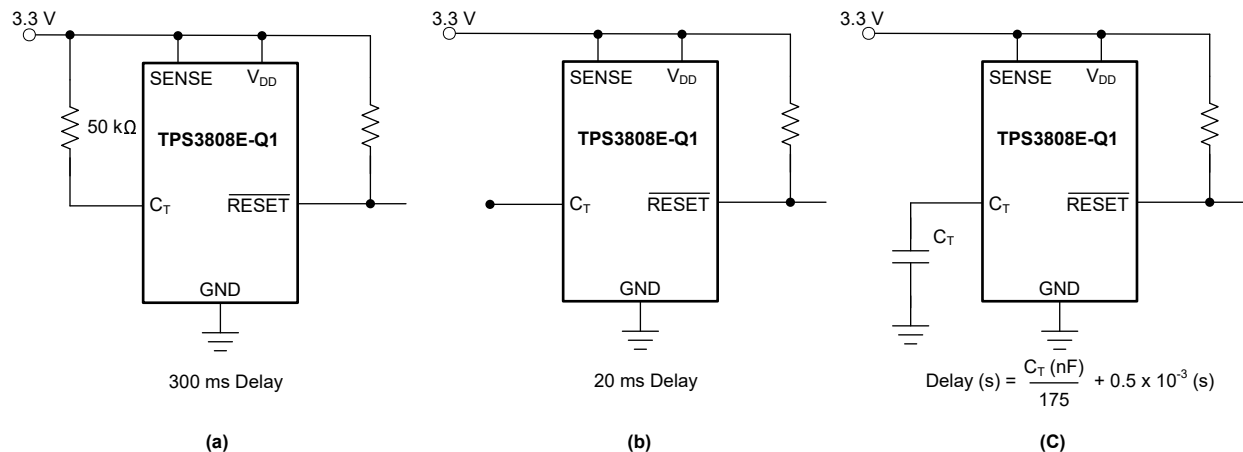 3.3 V
SENSE
V_DD
50 kΩ
TPS3808E-Q1
C_T
RESET
GND
300 ms Delay
(a)
3.3 V
SENSE
V_DD
TPS3808E-Q1
C_T
RESET
GND
20 ms Delay
(b)
3.3 V
SENSE
V_DD
TPS3808E-Q1
C_T
RESET
C_T
GND
Delay (s) = C_T (nF) / 175 + 0.5 x 10^-3 (s)
(C)